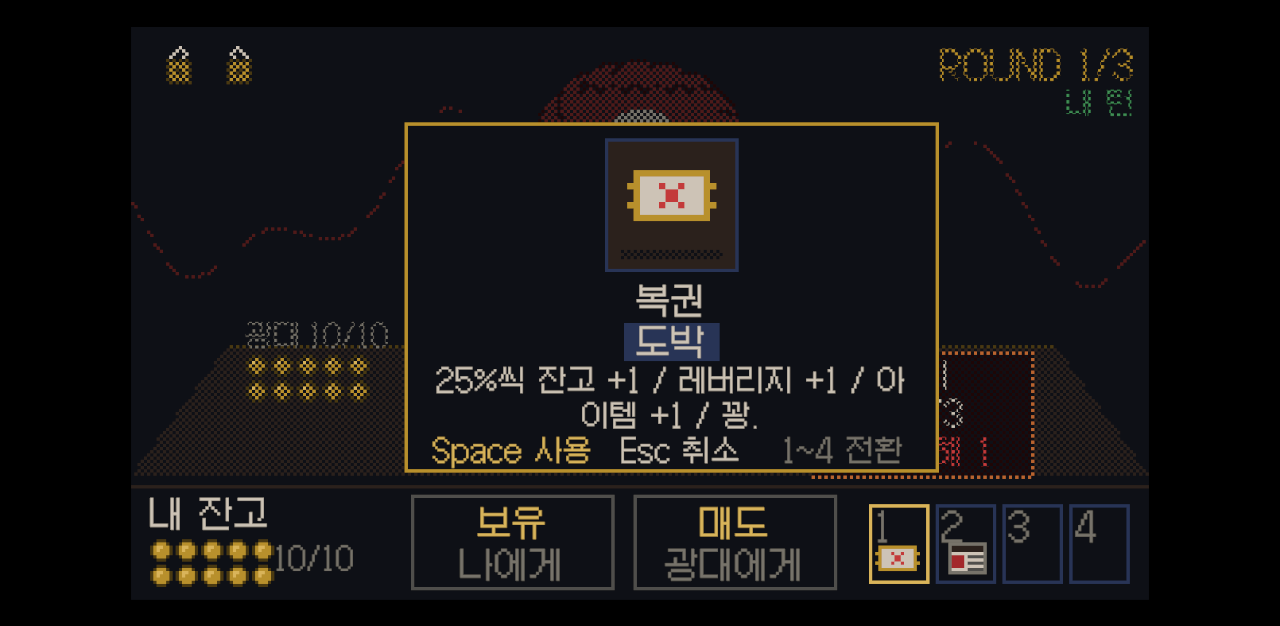 ROUND 1/3
내 턴
광대 10/10
복권
도박
25%씩 잔고 +1 / 레버리지 +1 / 아
이템 +1 / 꽝.
Space 사용 Esc 취소 1~4 전환
1
내 잔고
10/10
보유
나에게
매도
광대에게
1 2 3 4